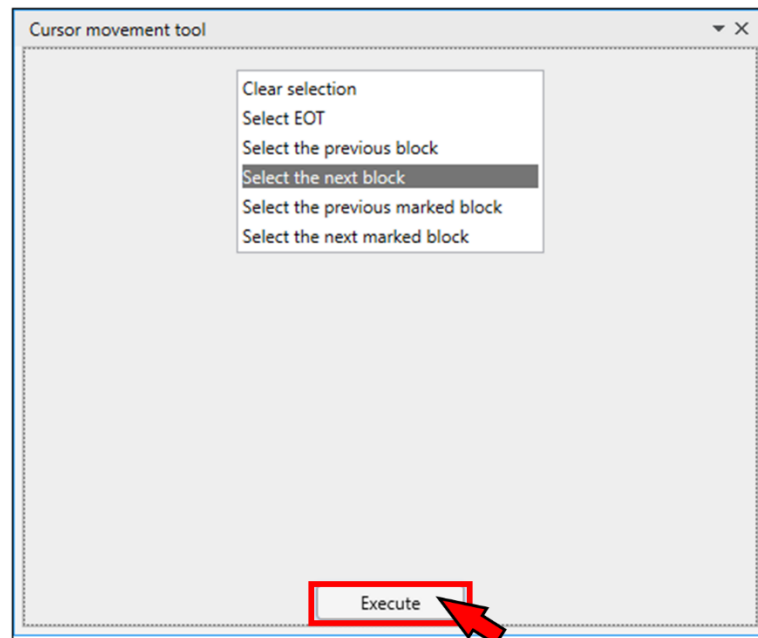 Cursor movement tool
Clear selection
Select EOT
Select the previous block
Select the next block
Select the previous marked block
Select the next marked block
Execute